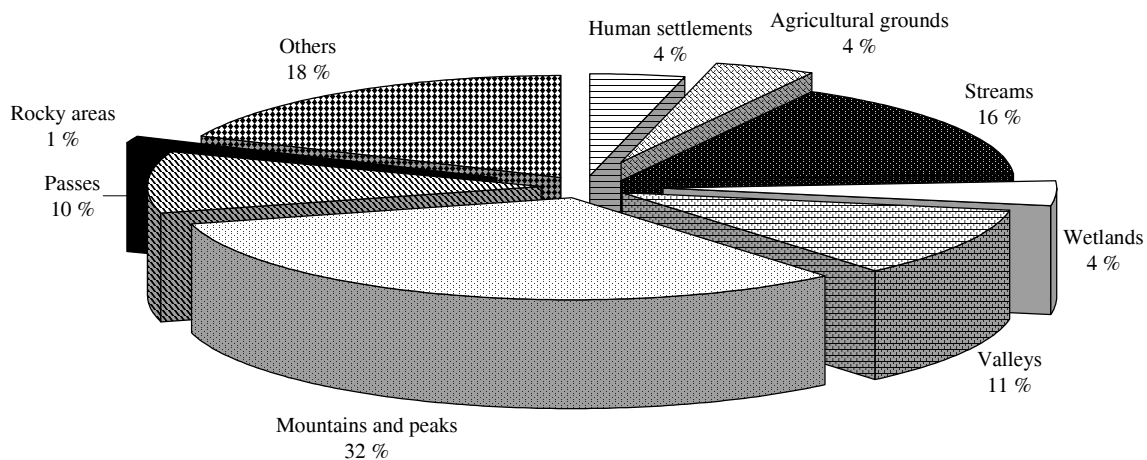 Human settlements
4 %
Agricultural grounds
4 %
Streams
16 %
Wetlands
4 %
Valleys
11 %
Mountains and peaks
32 %
Passes
10 %
Rocky areas
1 %
Others
18 %